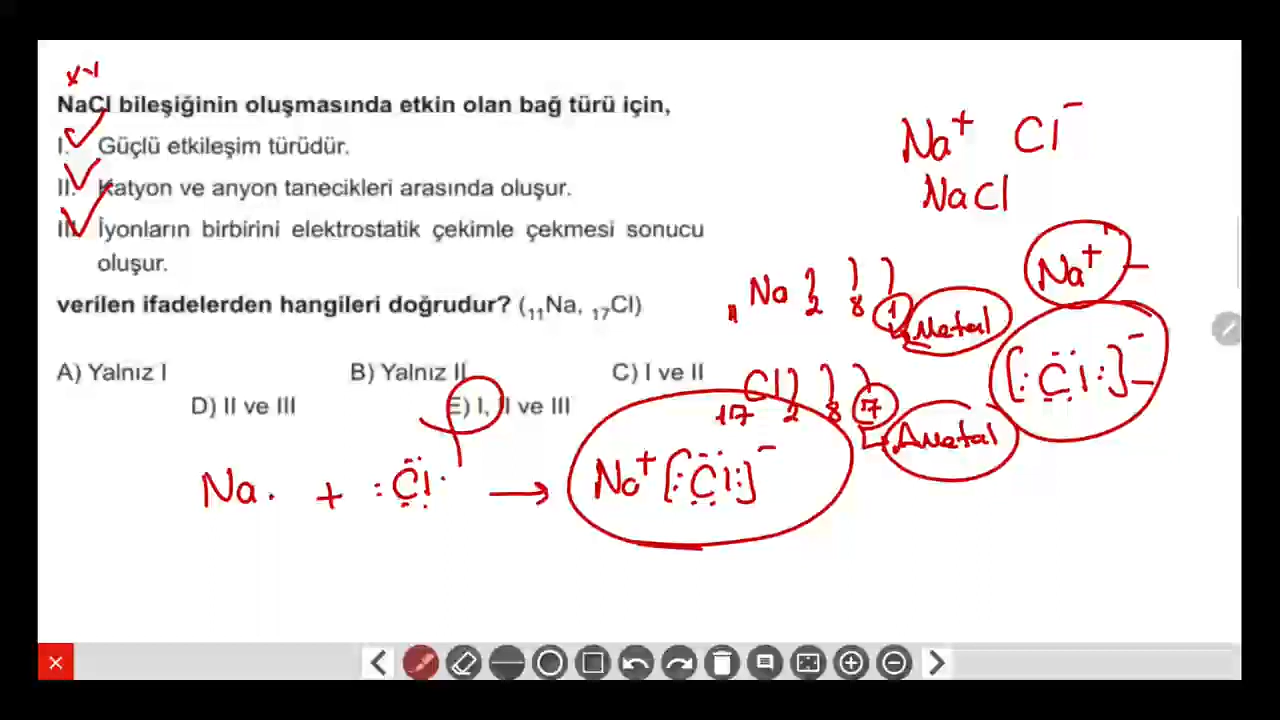 x-y
NaCl bileşiğinin oluşmasında etkin olan bağ türü için,
I. Güçlü etkileşim türüdür.
II. Katyon ve anyon tanecikleri arasında oluşur.
III. İyonların birbirini elektrostatik çekimle çekmesi sonucu
oluşur.
verilen ifadelerden hangileri doğrudur? (₁₁Na, ₁₇Cl)
A) Yalnız I B) Yalnız II C) I ve II
D) II ve III E) I, II ve III
Na⁺ Cl⁻
NaCl
₁₁Na 2 8 1 Metal
Na⁺
17Cl 2 8 7 Ametal
[:Cl:]⁻
Na· + :Cl· → Na⁺ [:Cl:]⁻